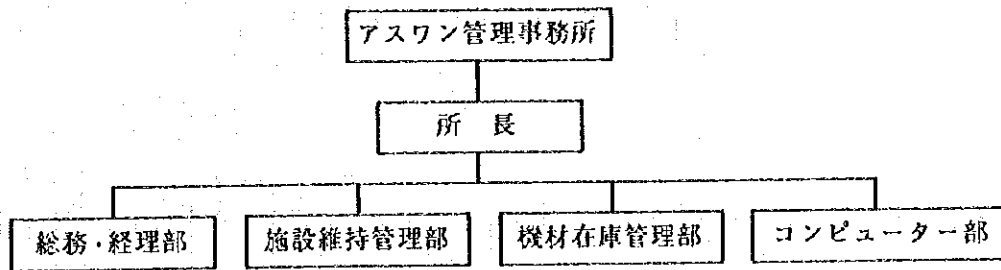 アスワン管理事務所
所 長
総務・経理部 施設維持管理部 機材在庫管理部 コンピューター部